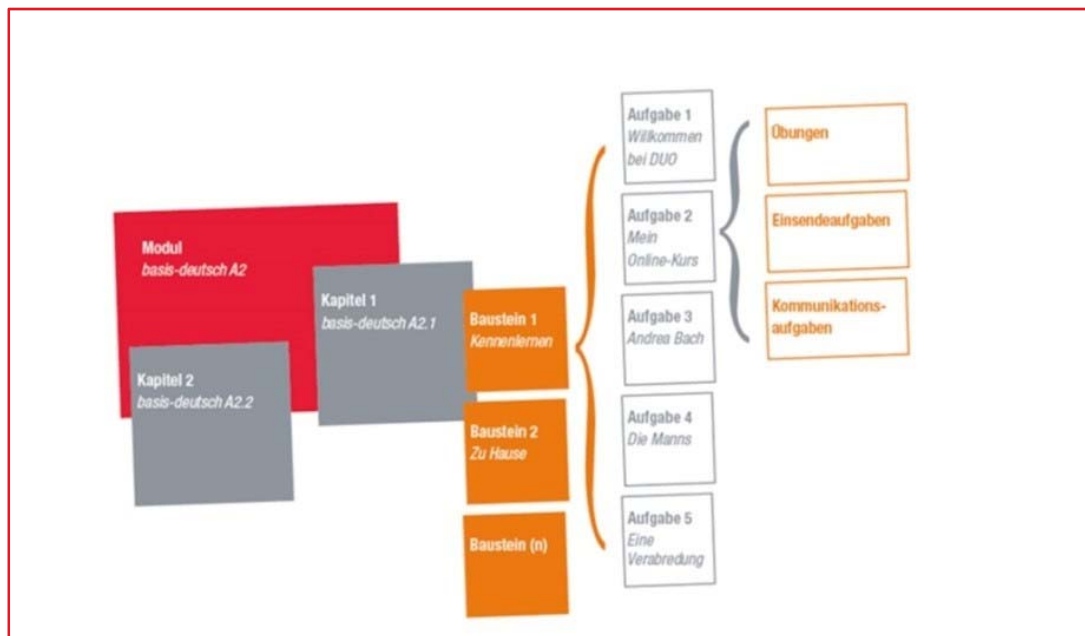 Modul
basis-deutsch A2
Kapitel 1
basis-deutsch A2.1
Kapitel 2
basis-deutsch A2.2
Baustein 1
Kennenlernen
Baustein 2
Zu Hause
Baustein (n)
Aufgabe 1
Willkommen
bei DUO
Aufgabe 2
Mein
Online-Kurs
Aufgabe 3
Andrea Bach
Aufgabe 4
Die Manns
Aufgabe 5
Eine
Verabredung
Übungen
Einsendeaufgaben
Kommunikations-
aufgaben